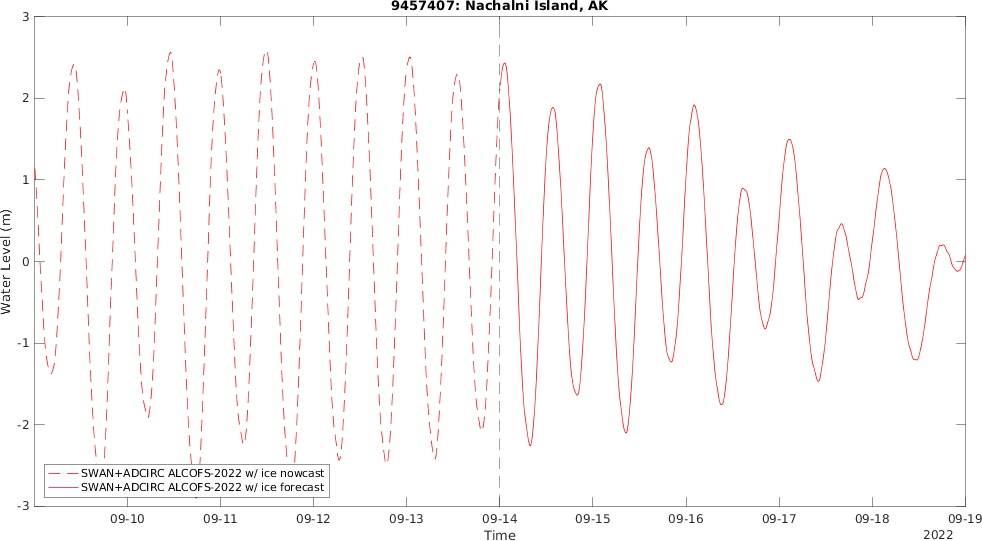 9457407: Nachalni Island, AK
3
2
1
0
-1
-2
-3
Water Level (m)
SWAN+ADCIRC ALCOFS-2022 w/ ice nowcast
SWAN+ADCIRC ALCOFS-2022 w/ ice forecast
09-10 09-11 09-12 09-13 09-14 09-15 09-16 09-17 09-18 09-19
Time
2022